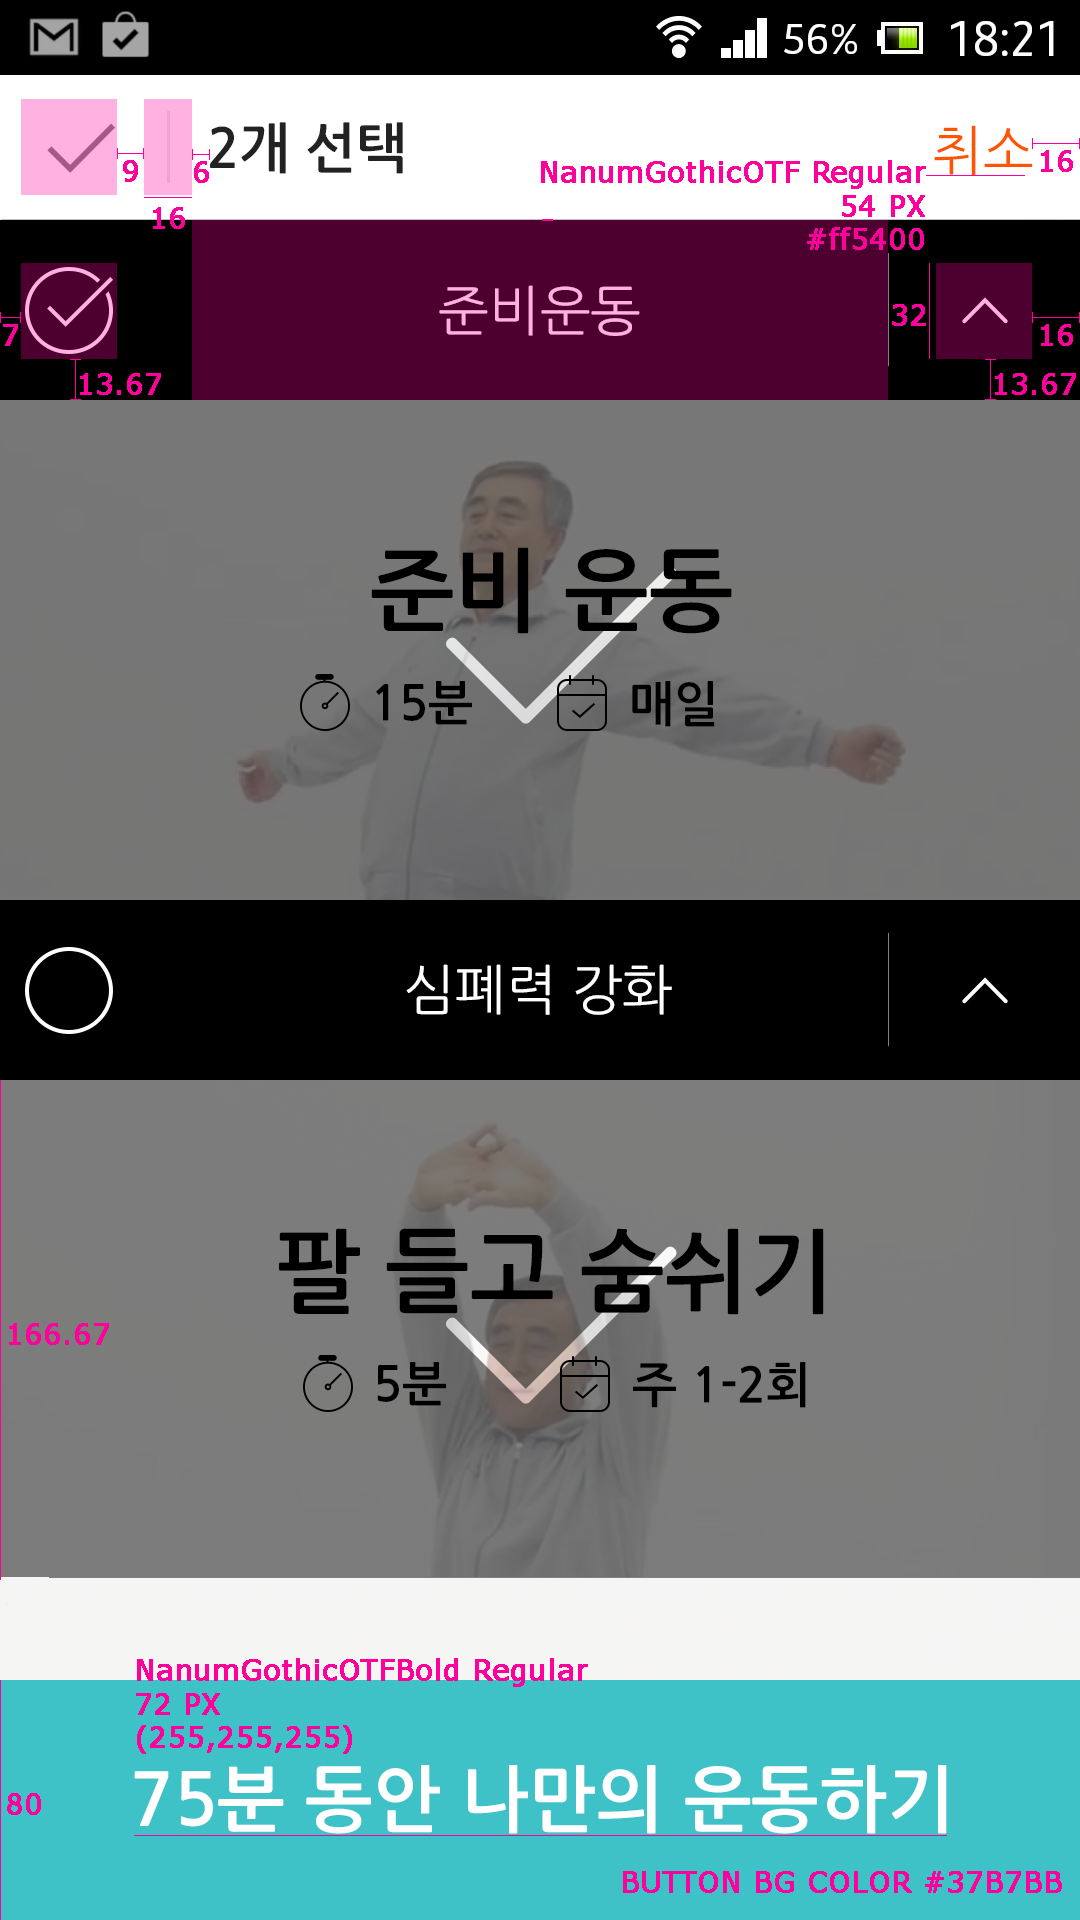 56% 18:21
2개 선택
취소
9
6
16
16
NanumGothicOTF Regular
54 PX
#ff5400
준비운동
7
32
16
13.67
13.67
준비 운동
15분 매일
심폐력 강화
팔 들고 숨쉬기
166.67
5분 주 1-2회
NanumGothicOTFBold Regular
72 PX
(255,255,255)
75분 동안 나만의 운동하기
80
BUTTON BG COLOR #37B7BB